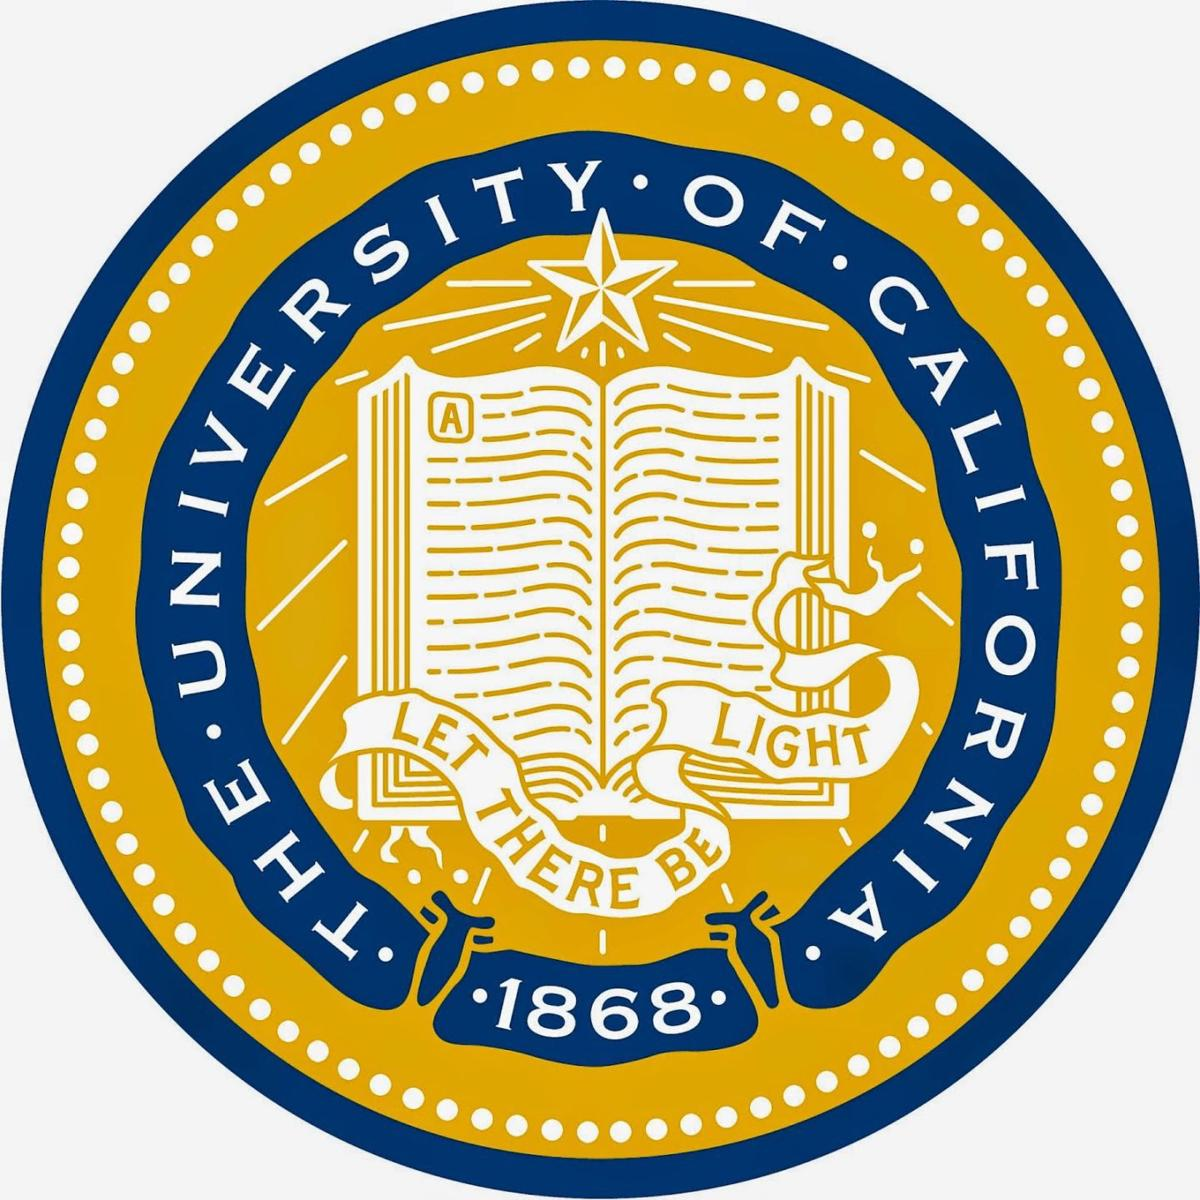 ·THE·UNIVERSITY·OF·CALIFORNIA·
A
LET THERE BE LIGHT
·1868·